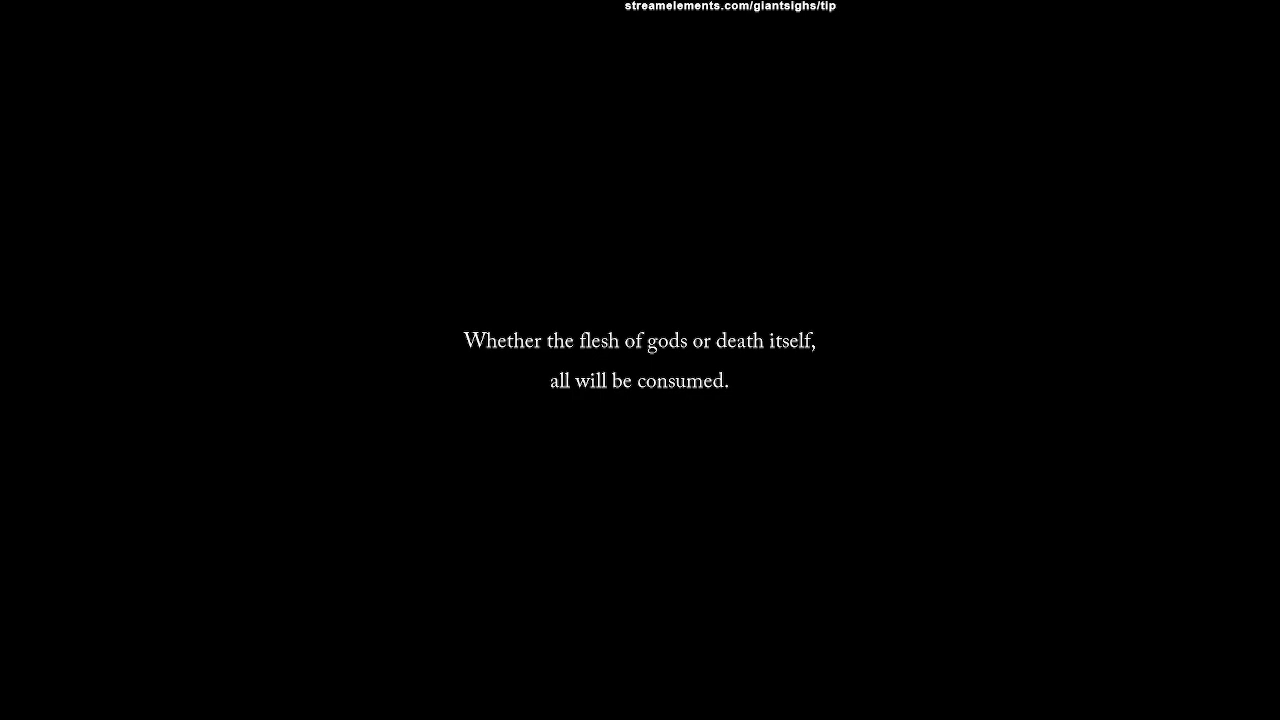 streamelements.com/giantsighs/tip
Whether the flesh of gods or death itself,
all will be consumed.